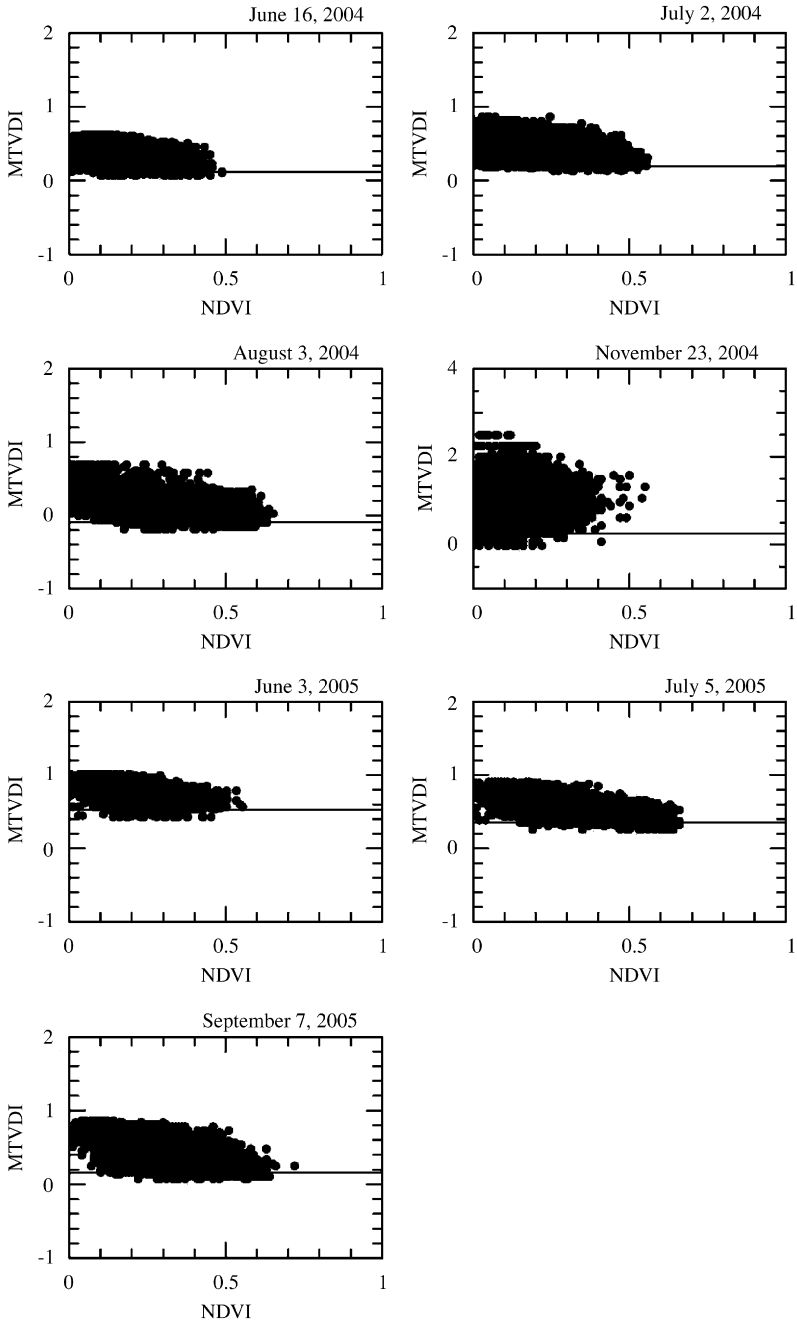 June 16, 2004
2
1
0
-1
MTVDI
0
0.5
1
NDVI
July 2, 2004
2
1
0
-1
MTVDI
0
0.5
1
NDVI
August 3, 2004
2
1
0
-1
MTVDI
0
0.5
1
NDVI
November 23, 2004
4
2
0
MTVDI
0
0.5
1
NDVI
June 3, 2005
2
1
0
-1
MTVDI
0
0.5
1
NDVI
July 5, 2005
2
1
0
-1
MTVDI
0
0.5
1
NDVI
September 7, 2005
2
1
0
-1
MTVDI
0
0.5
1
NDVI